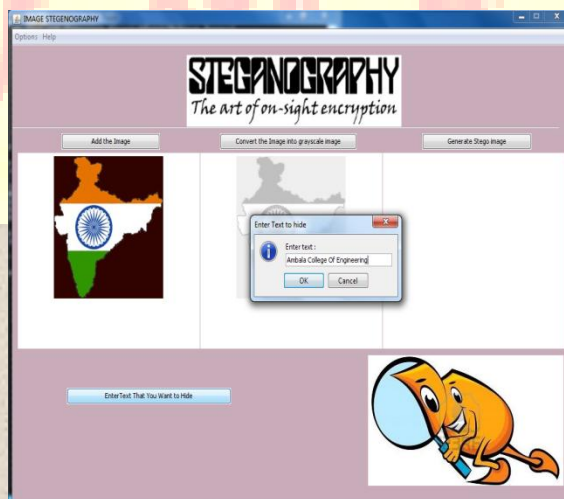 IMAGE STEGENOGRAPHY
Options Help
STEGANOGRAPHY
The art of on-sight encryption
Add the Image
Convert the Image into grayscale image
Generate Stego image
Enter Text to hide
Enter text :
Ambala College Of Engineering
OK Cancel
EnterText That You Want to Hide